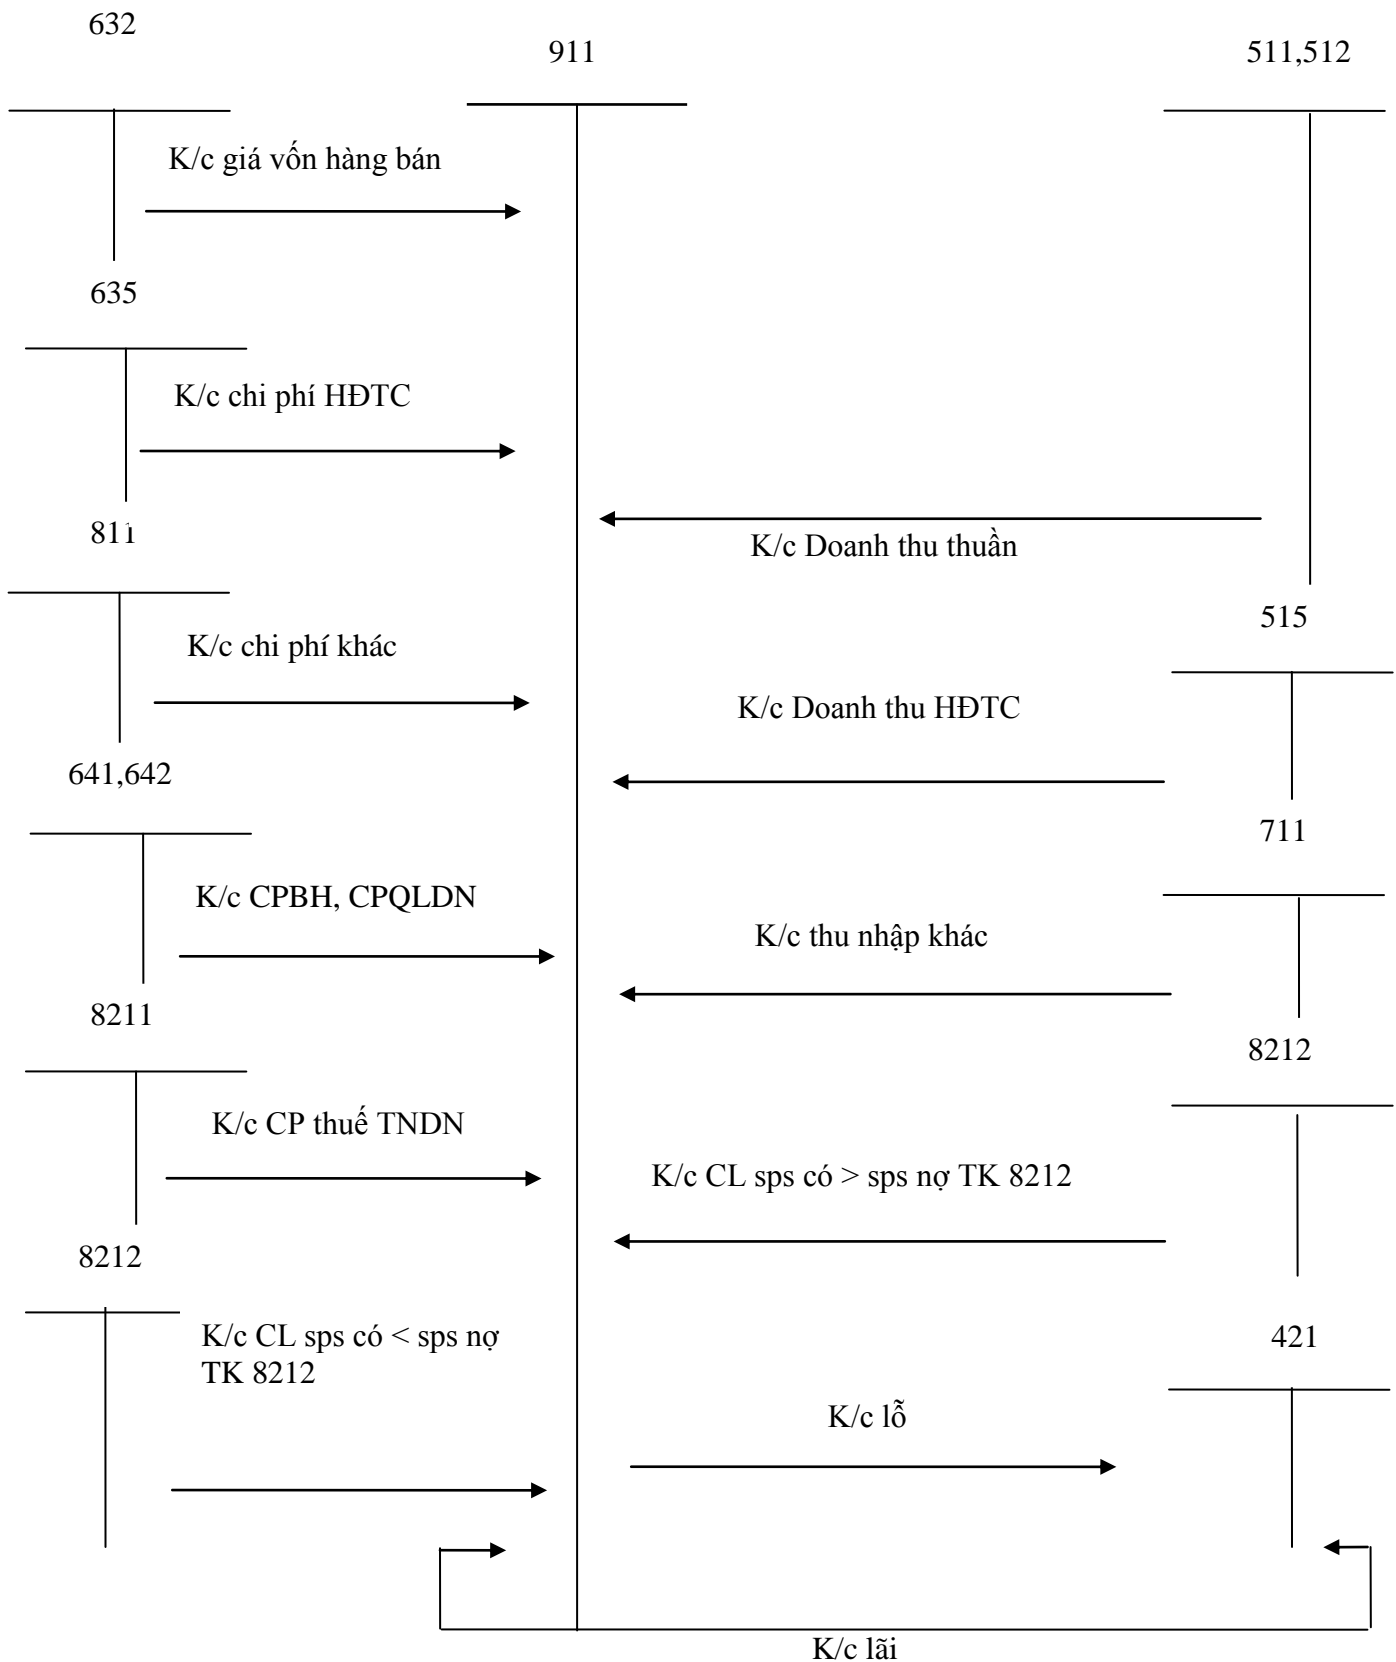 632
911
511,512
K/c giá vốn hàng bán
635
K/c chi phí HĐTC
811
K/c Doanh thu thuần
515
K/c chi phí khác
K/c Doanh thu HĐTC
641,642
711
K/c CPBH, CPQLDN
K/c thu nhập khác
8211
8212
K/c CP thuế TNDN
K/c CL sps có > sps nợ TK 8212
8212
K/c CL sps có < sps nợ
TK 8212
421
K/c lỗ
K/c lãi